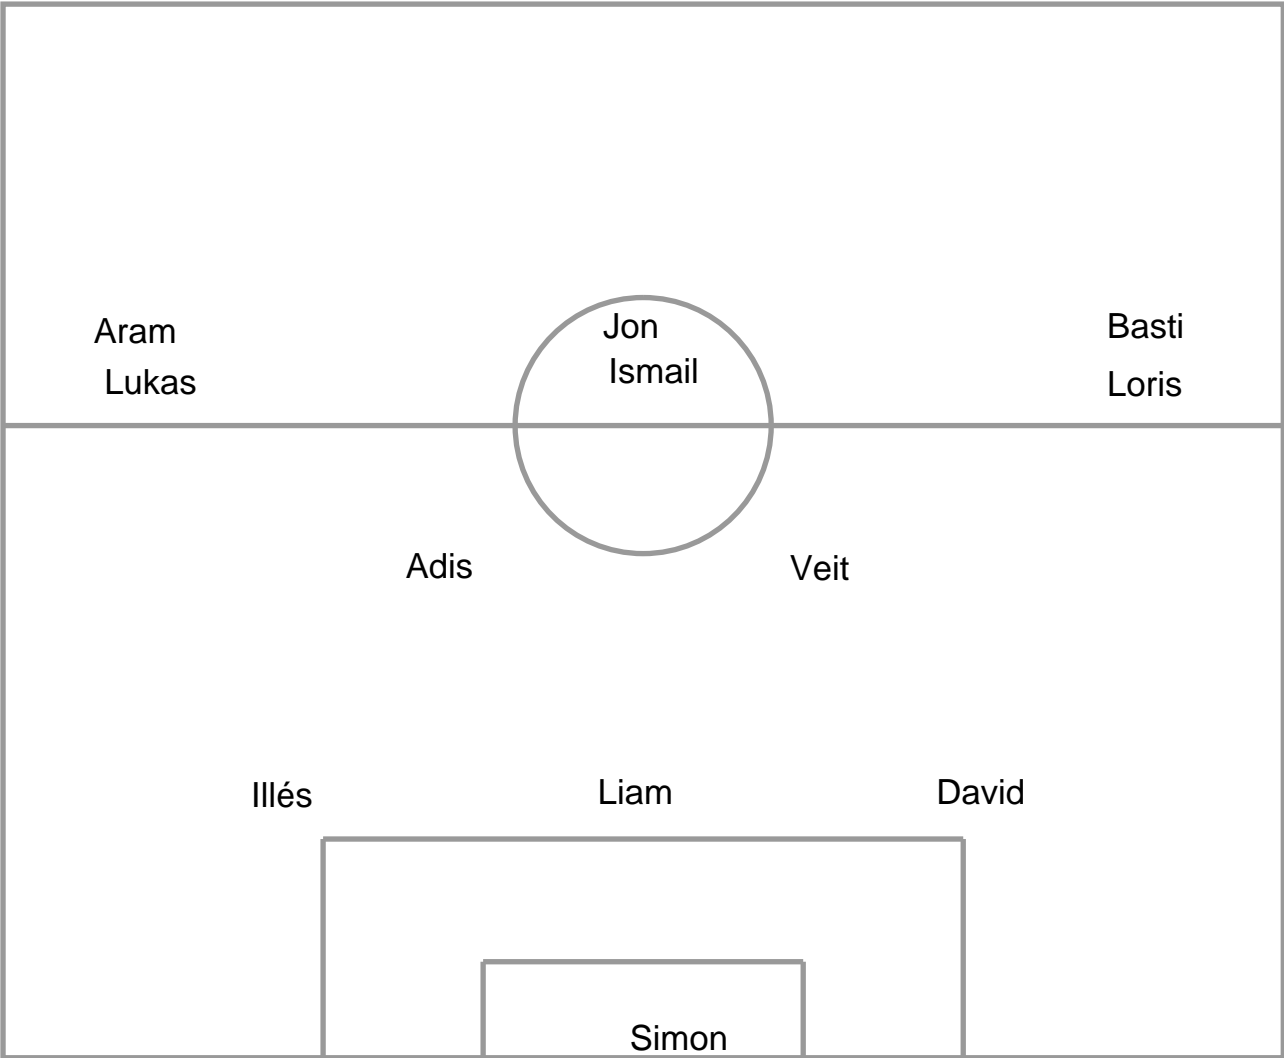 Aram
Jon
Basti
Lukas
Ismail
Loris
Adis
Veit
Illés
Liam
David
Simon